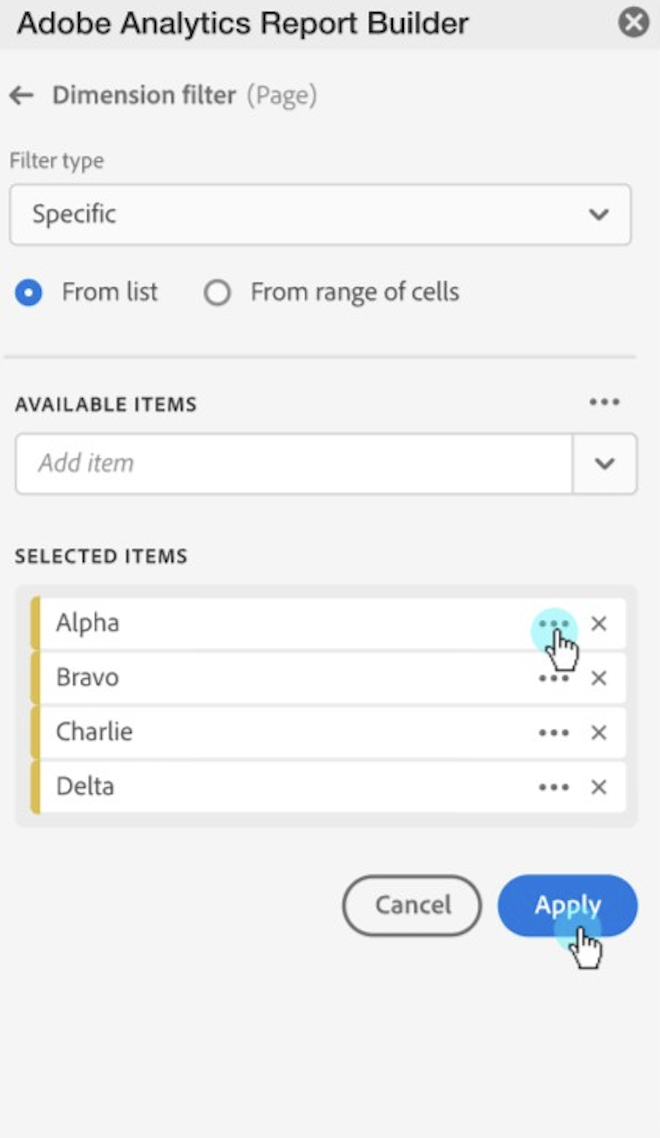 Adobe Analytics Report Builder
Dimension filter (Page)
Filter type
Specific
From list From range of cells
AVAILABLE ITEMS
Add item
SELECTED ITEMS
Alpha
Bravo
Charlie
Delta
Cancel Apply